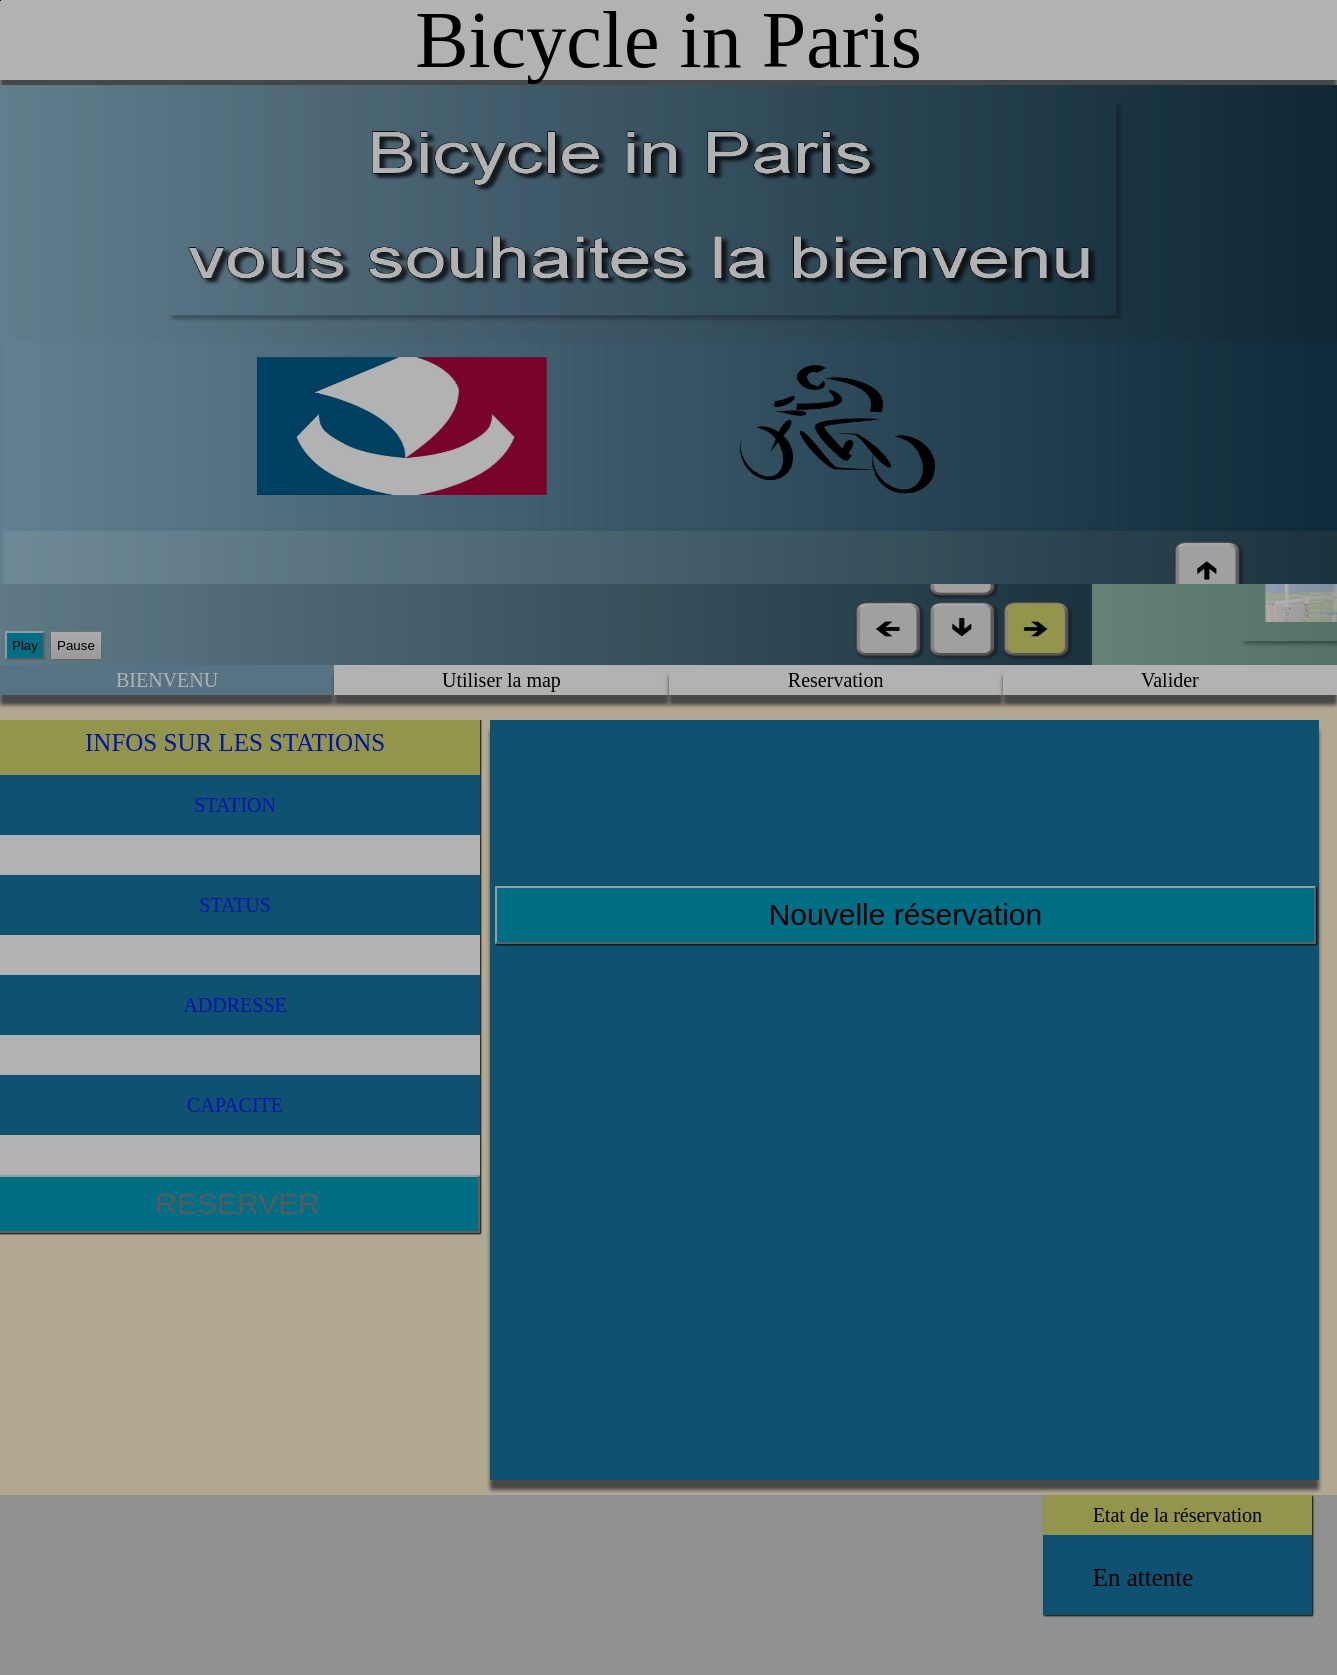 Bicycle in Paris
Bicycle in Paris
vous souhaites la bienvenu
Play Pause
BIENVENU Utiliser la map Reservation Valider
INFOS SUR LES STATIONS
STATION
STATUS
ADDRESSE
CAPACITE
RESERVER
Nouvelle réservation
Etat de la réservation
En attente